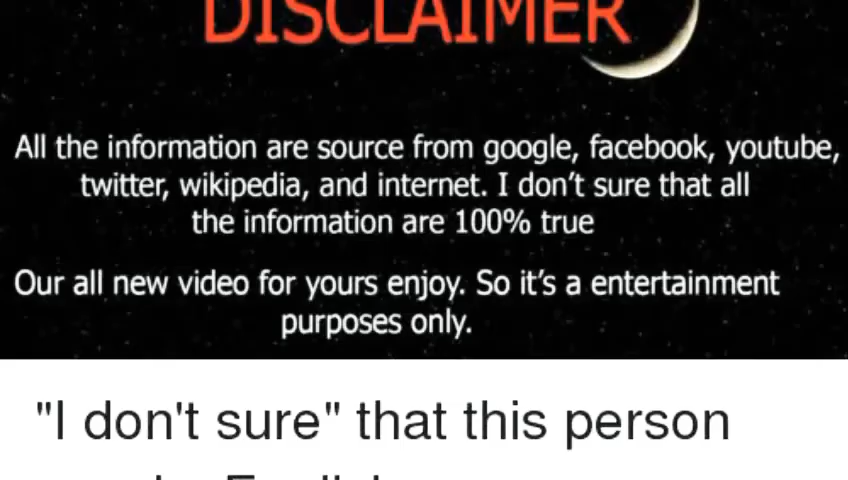 DISCLAIMER
All the information are source from google, facebook, youtube,
twitter, wikipedia, and internet. I don't sure that all
the information are 100% true
Our all new video for yours enjoy. So it's a entertainment
purposes only.
"I don't sure" that this person